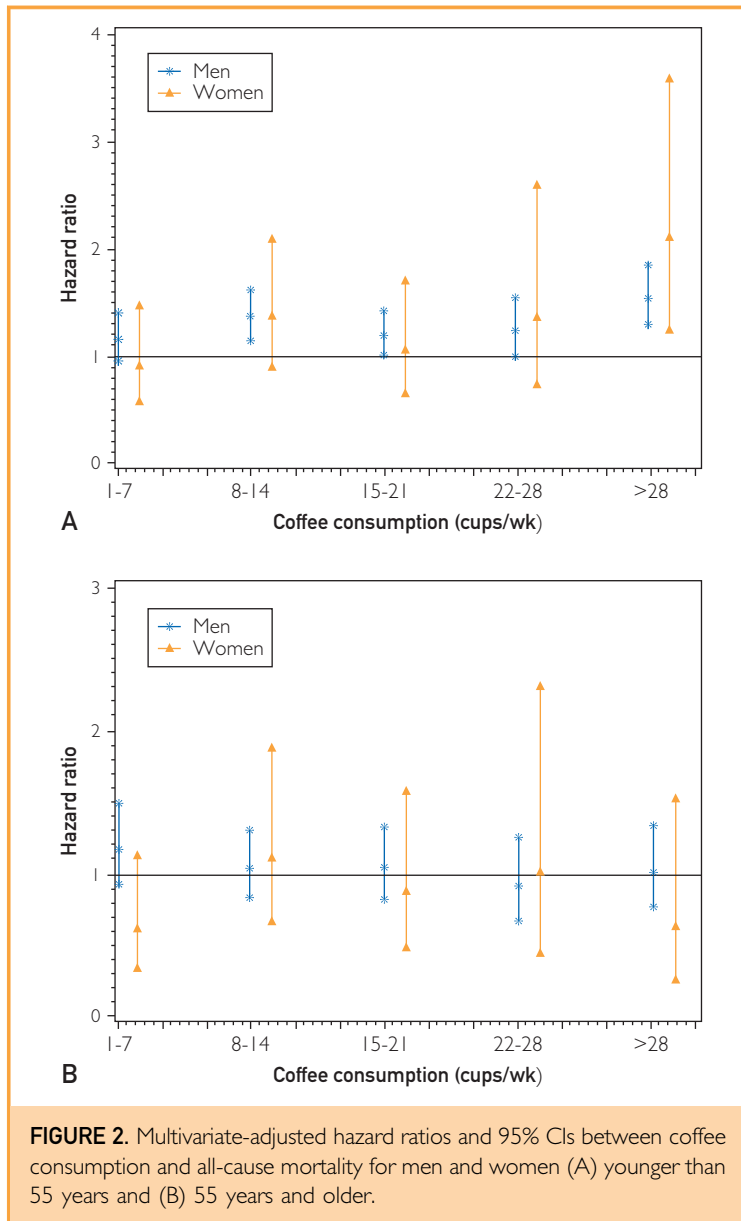 4
Men
Women
3
Hazard ratio
2
1
0
1-7 8-14 15-21 22-28 >28
A
Coffee consumption (cups/wk)
3
Men
Women
2
Hazard ratio
1
0
1-7 8-14 15-21 22-28 >28
B
Coffee consumption (cups/wk)
FIGURE 2. Multivariate-adjusted hazard ratios and 95% CIs between coffee
consumption and all-cause mortality for men and women (A) younger than
55 years and (B) 55 years and older.